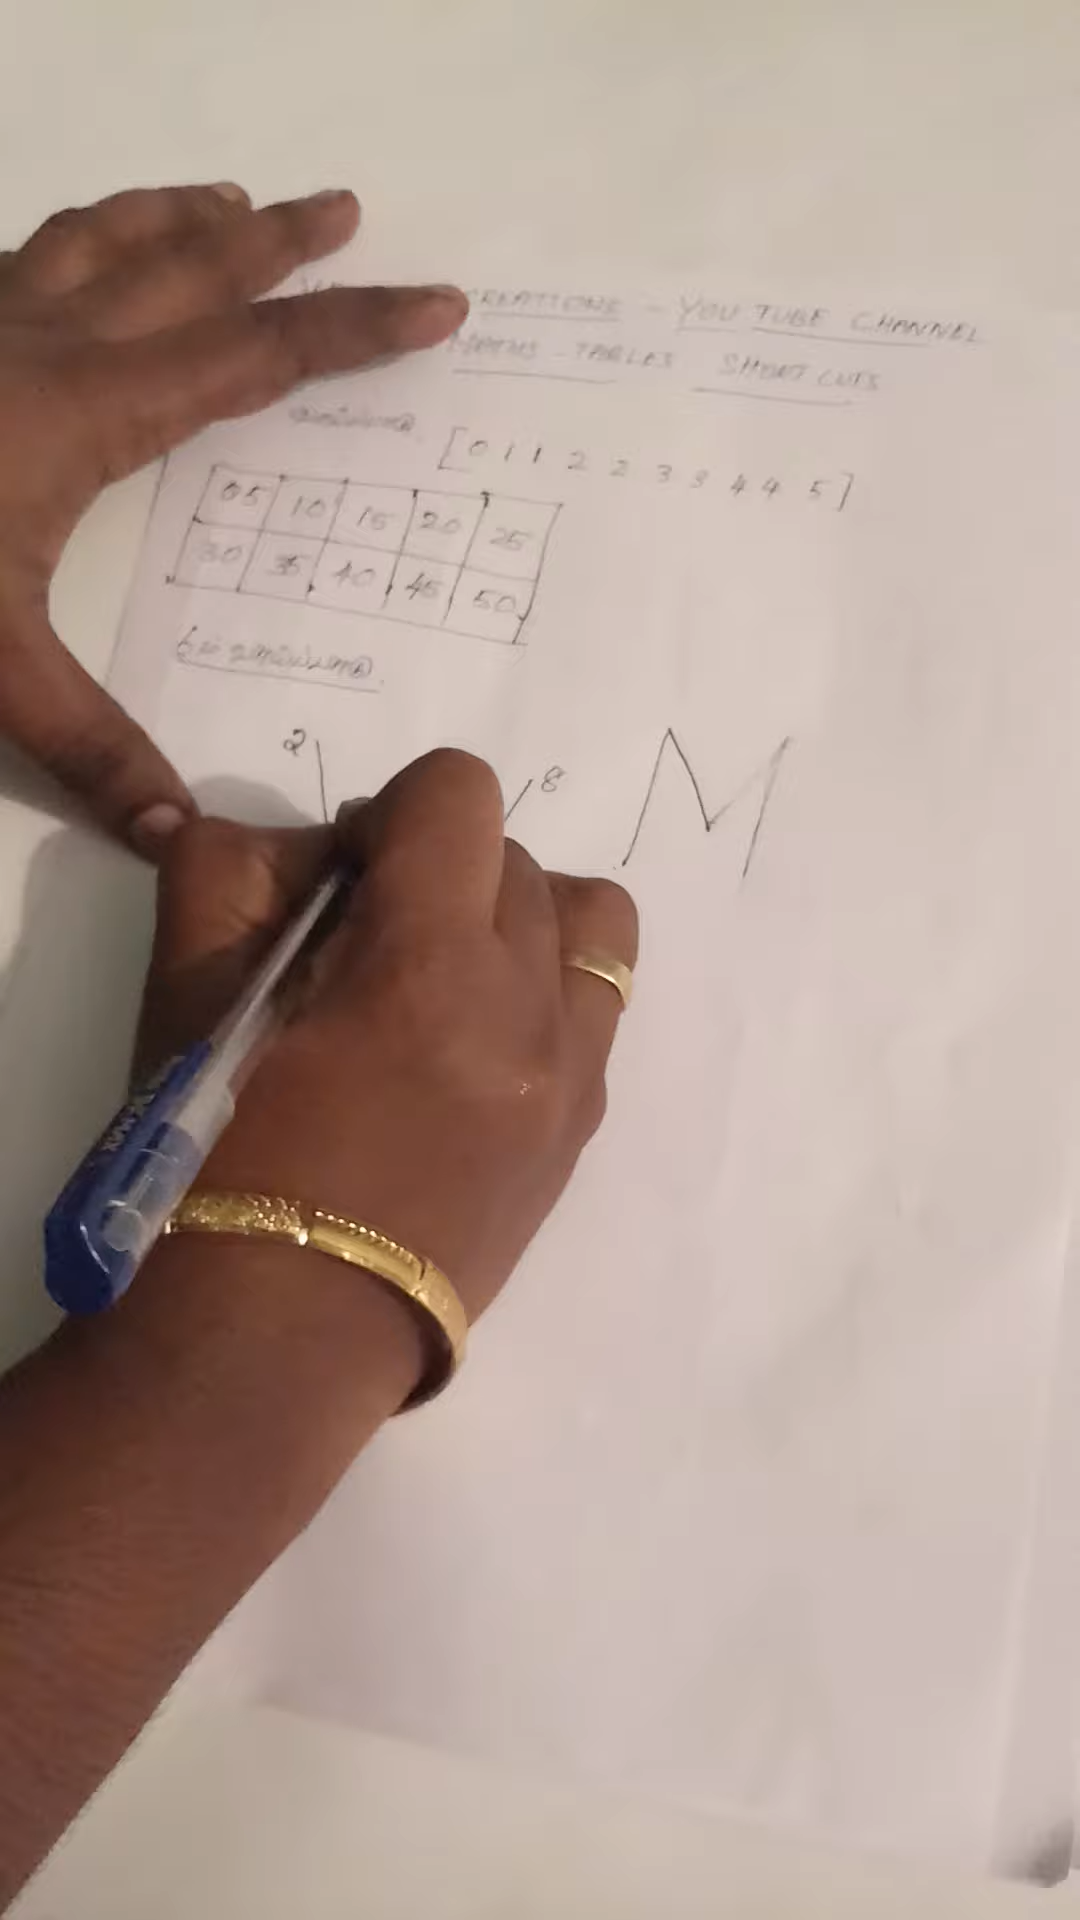 CREATIONS - YOU TUBE CHANNEL
MATHS - TABLES SHORT CUTS
[0 1 1 2 2 3 3 4 4 5]
05 10 15 20 25
30 35 40 45 50
2 8 M